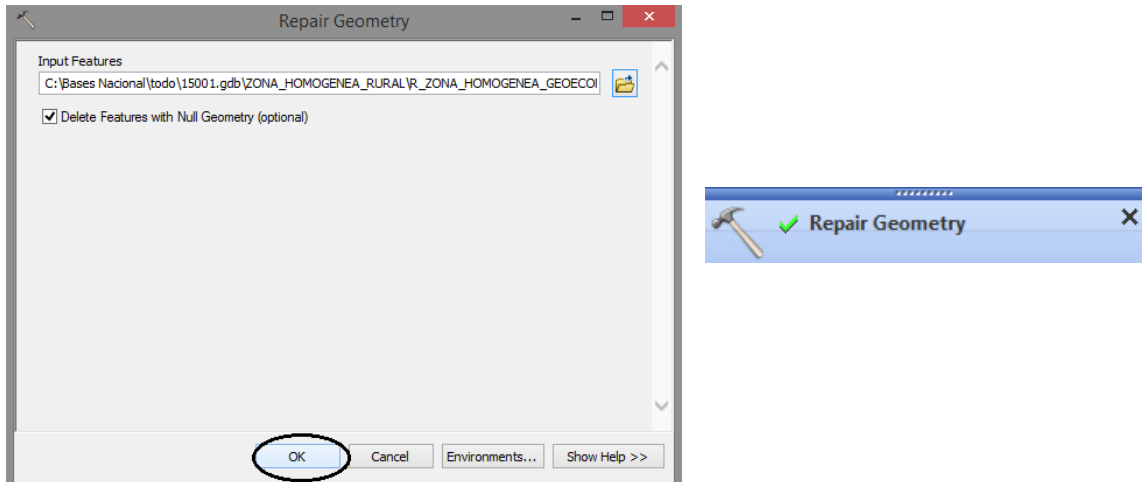 Repair Geometry
Input Features
C:\Bases Nacional\todo\15001.gdb\ZONA_HOMOGENEA_RURAL\R_ZONA_HOMOGENEA_GEOECO
Delete Features with Null Geometry (optional)
OK Cancel Environments... Show Help >>
Repair Geometry